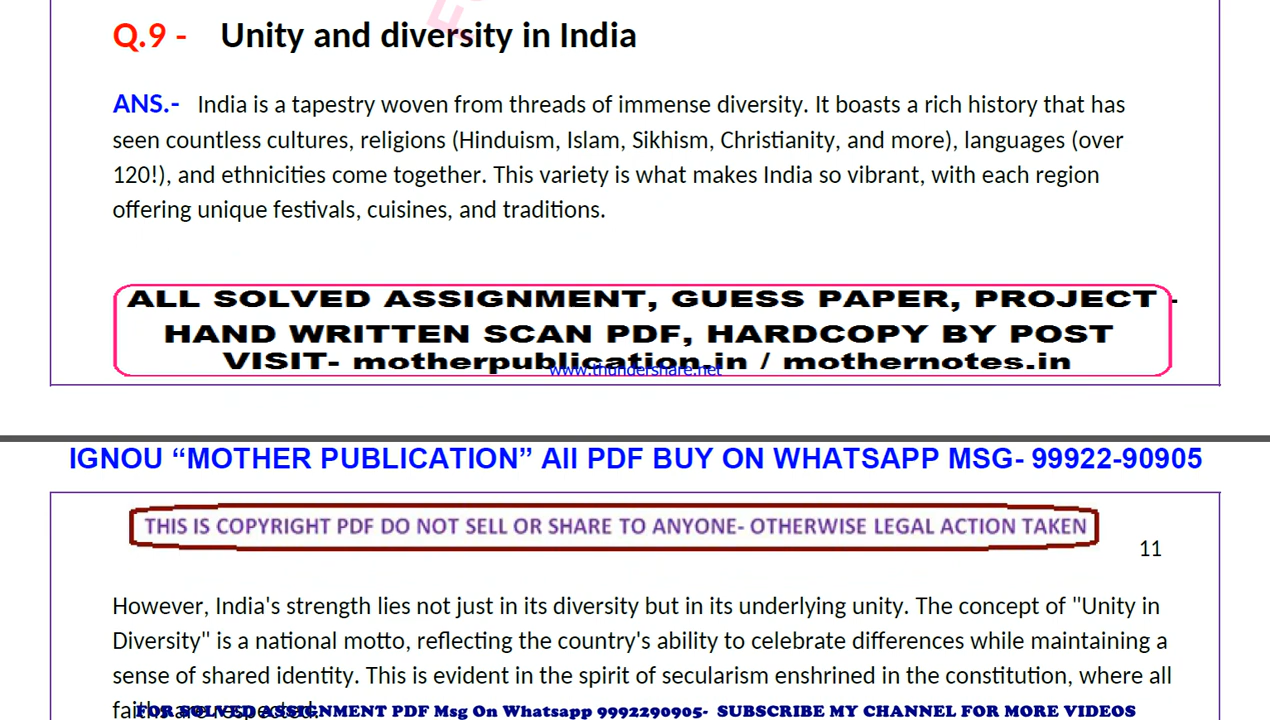 Q.9 - Unity and diversity in India
ANS.- India is a tapestry woven from threads of immense diversity. It boasts a rich history that has
seen countless cultures, religions (Hinduism, Islam, Sikhism, Christianity, and more), languages (over
120!), and ethnicities come together. This variety is what makes India so vibrant, with each region
offering unique festivals, cuisines, and traditions.
ALL SOLVED ASSIGNMENT, GUESS PAPER, PROJECT -
HAND WRITTEN SCAN PDF, HARDCOPY BY POST
VISIT- motherpublication.in / mothernotes.in
www.thundershare.net
IGNOU “MOTHER PUBLICATION” All PDF BUY ON WHATSAPP MSG- 99922-90905
THIS IS COPYRIGHT PDF DO NOT SELL OR SHARE TO ANYONE- OTHERWISE LEGAL ACTION TAKEN
11
However, India's strength lies not just in its diversity but in its underlying unity. The concept of "Unity in
Diversity" is a national motto, reflecting the country's ability to celebrate differences while maintaining a
sense of shared identity. This is evident in the spirit of secularism enshrined in the constitution, where all
faiths are respected.
FOR SOLVED ASSIGNMENT PDF Msg On Whatsapp 9992290905- SUBSCRIBE MY CHANNEL FOR MORE VIDEOS